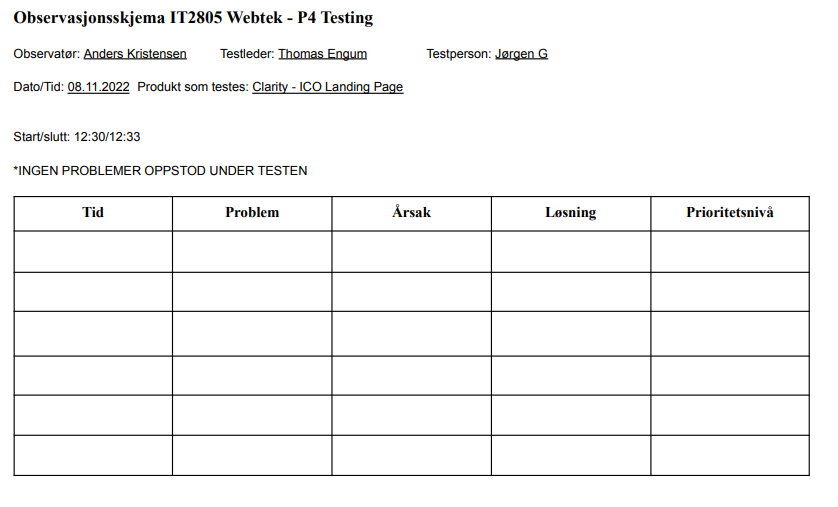 Observasjonsskjema IT2805 Webtek - P4 Testing
Observatør: Anders Kristensen Testleder: Thomas Engum Testperson: Jørgen G
Dato/Tid: 08.11.2022 Produkt som testes: Clarity - ICO Landing Page
Start/slutt: 12:30/12:33
*INGEN PROBLEMER OPPSTOD UNDER TESTEN
Tid Problem Årsak Løsning Prioritetsnivå